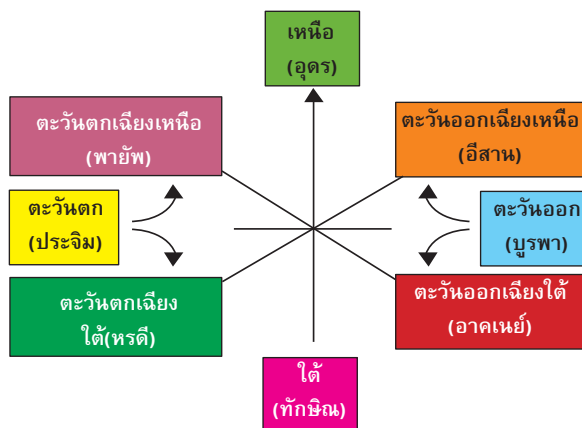 เหนือ
(อุดร)
ตะวันตกเฉียงเหนือ
(พายัพ)
ตะวันออกเฉียงเหนือ
(อีสาน)
ตะวันตก
(ประจิม)
ตะวันออก
(บูรพา)
ตะวันตกเฉียง
ใต้(หรดี)
ตะวันออกเฉียงใต้
(อาคเนย์)
ใต้
(ทักษิณ)